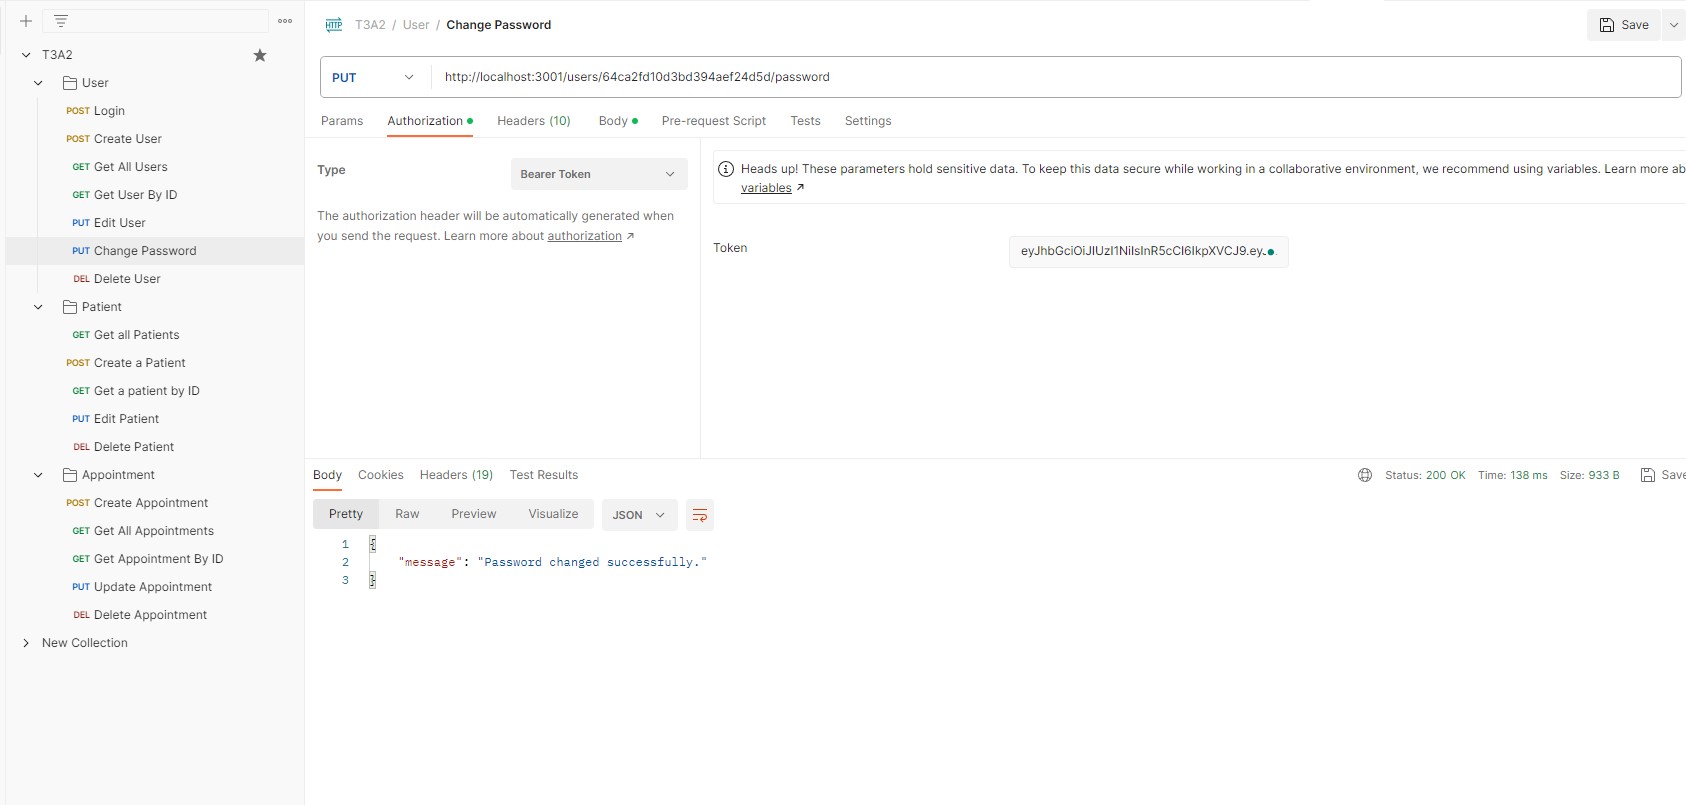 T3A2
User
POST Login
POST Create User
GET Get All Users
GET Get User By ID
PUT Edit User
PUT Change Password
DEL Delete User
Patient
GET Get all Patients
POST Create a Patient
GET Get a patient by ID
PUT Edit Patient
DEL Delete Patient
Appointment
POST Create Appointment
GET Get All Appointments
GET Get Appointment By ID
PUT Update Appointment
DEL Delete Appointment
New Collection
HTTP T3A2 / User / Change Password
Save
PUT http://localhost:3001/users/64ca2fd10d3bd394aef24d5d/password
Params Authorization Headers (10) Body Pre-request Script Tests Settings
Type Bearer Token
The authorization header will be automatically generated when
you send the request. Learn more about authorization ↗
Heads up! These parameters hold sensitive data. To keep this data secure while working in a collaborative environment, we recommend using variables. Learn more ab
variables ↗
Token eyJhbGciOiJIUzI1NiIsInR5cCI6IkpXVCJ9.ey
Body Cookies Headers (19) Test Results
Status: 200 OK Time: 138 ms Size: 933 B Save
Pretty Raw Preview Visualize JSON
1 {
2 "message": "Password changed successfully."
3 }